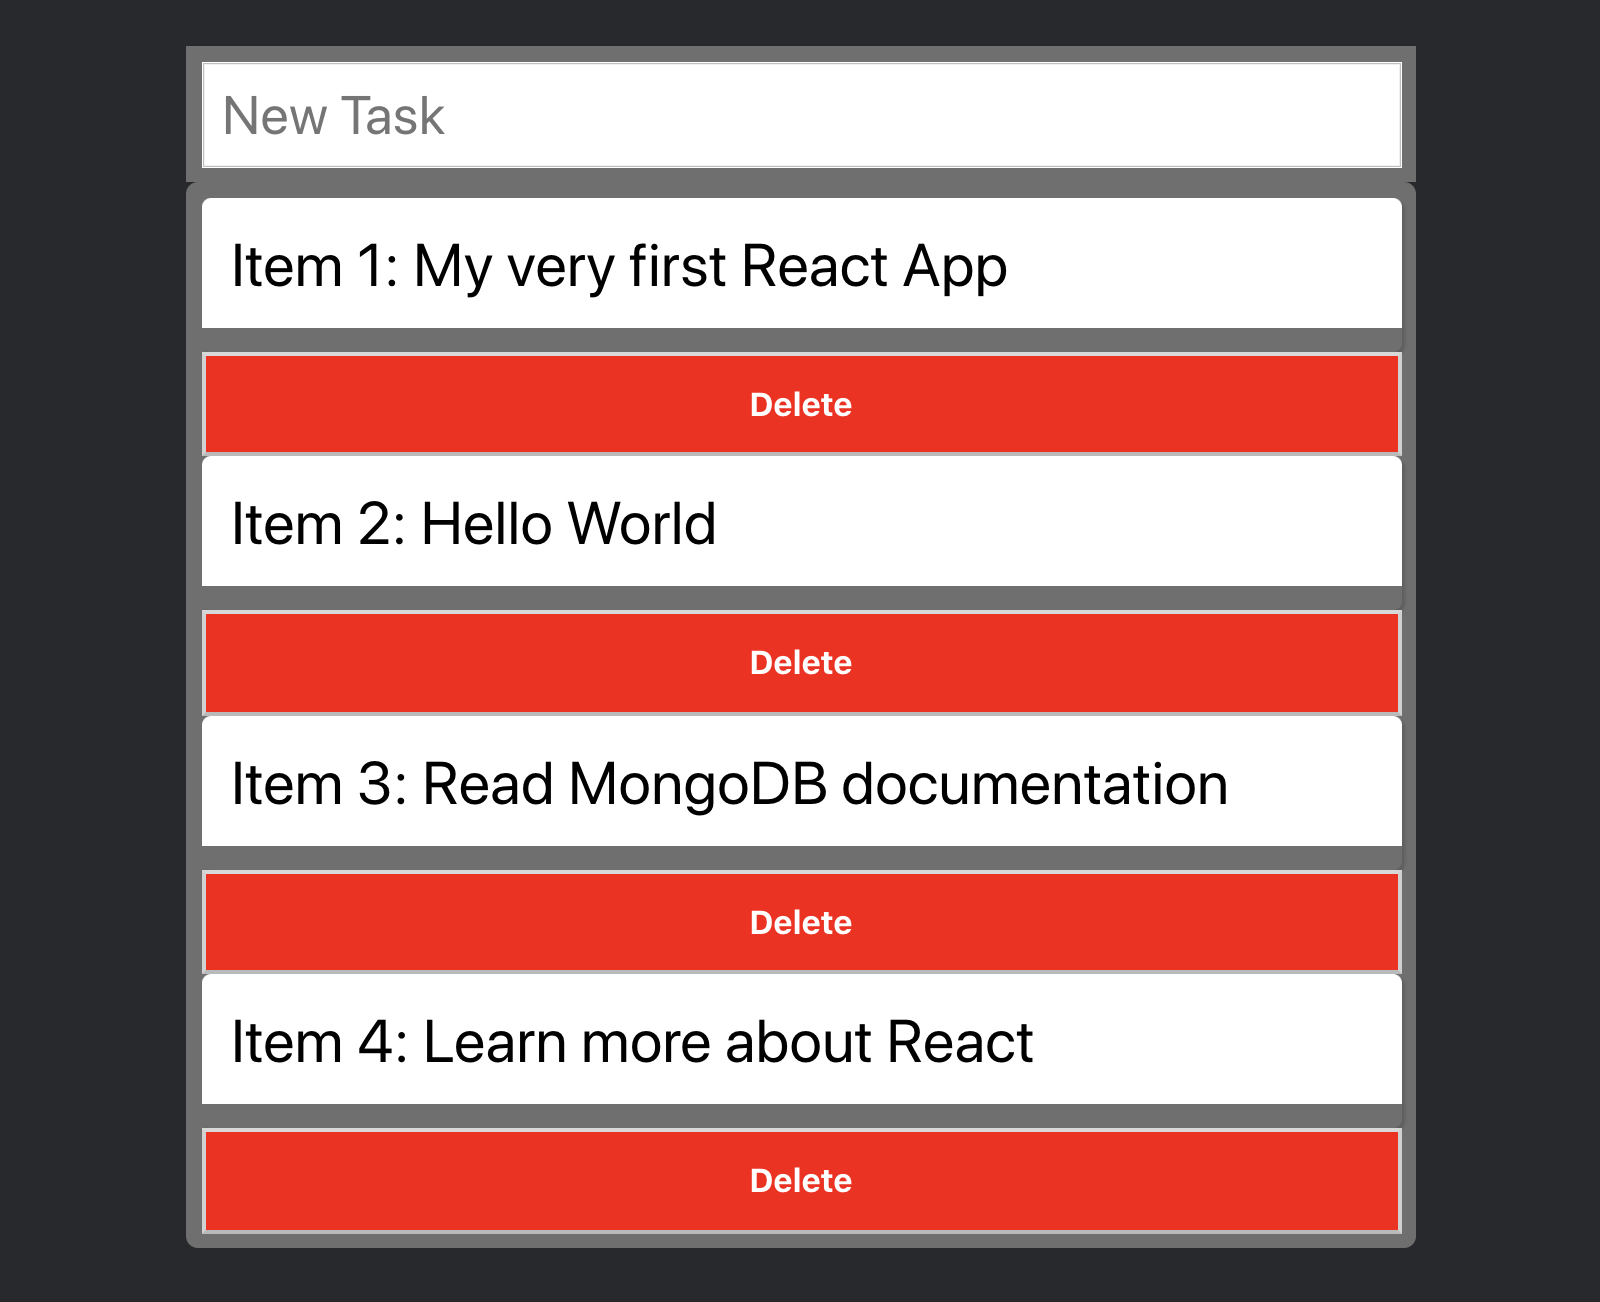 New Task
Item 1: My very first React App
Delete
Item 2: Hello World
Delete
Item 3: Read MongoDB documentation
Delete
Item 4: Learn more about React
Delete